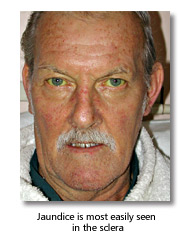 Jaundice is most easily seen
in the sclera